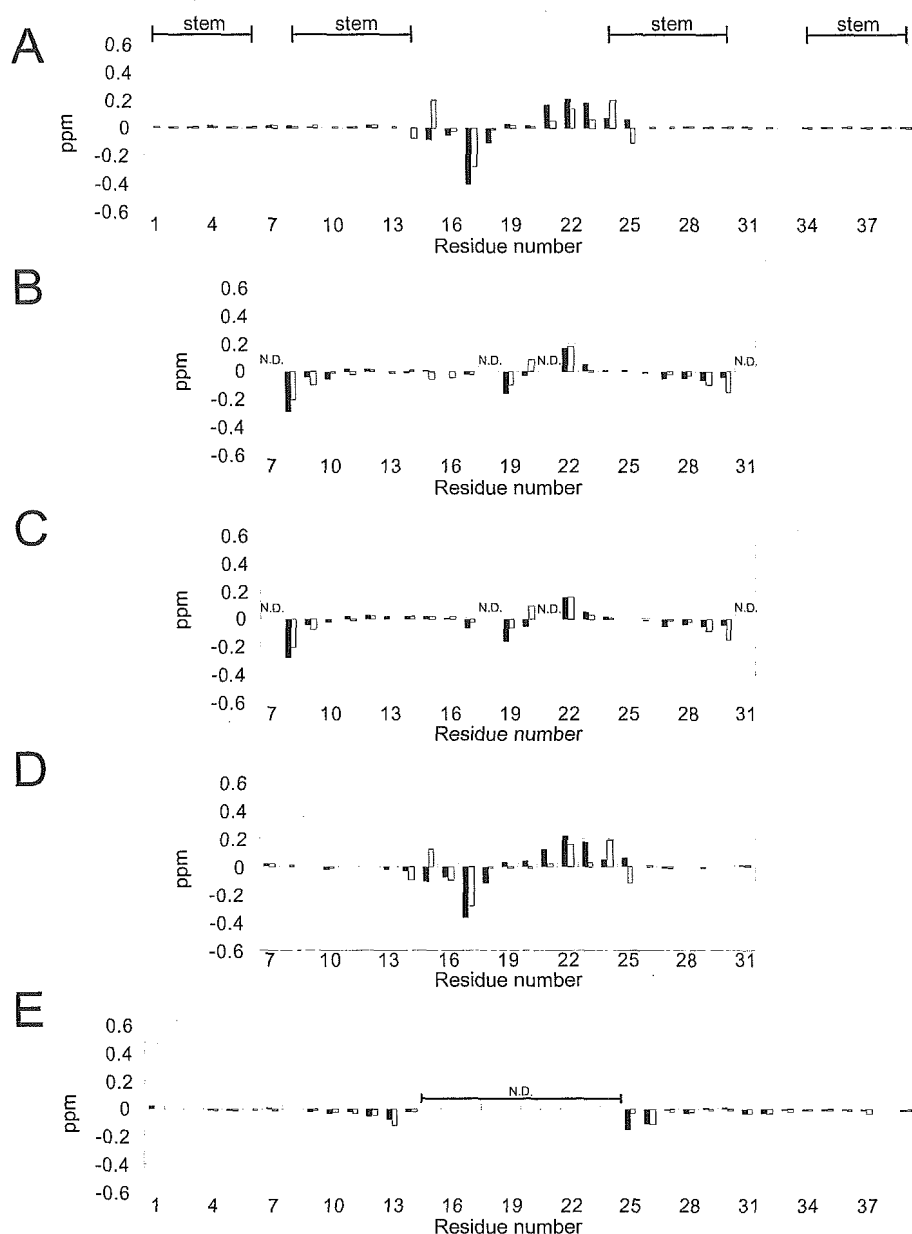 stem stem stem stem
A
0.6
0.4
0.2
0
-0.2
-0.4
-0.6
ppm
1 4 7 10 13 16 19 22 25 28 31 34 37
Residue number
B
0.6
0.4
0.2
0
-0.2
-0.4
-0.6
ppm
N.D. N.D. N.D. N.D.
7 10 13 16 19 22 25 28 31
Residue number
C
0.6
0.4
0.2
0
-0.2
-0.4
-0.6
ppm
N.D. N.D. N.D. N.D.
7 10 13 16 19 22 25 28 31
Residue number
D
0.6
0.4
0.2
0
-0.2
-0.4
-0.6
ppm
7 10 13 16 19 22 25 28 31
Residue number
E
0.6
0.4
0.2
0
-0.2
-0.4
-0.6
ppm
N.D.
1 4 7 10 13 16 19 22 25 28 31 34 37
Residue number